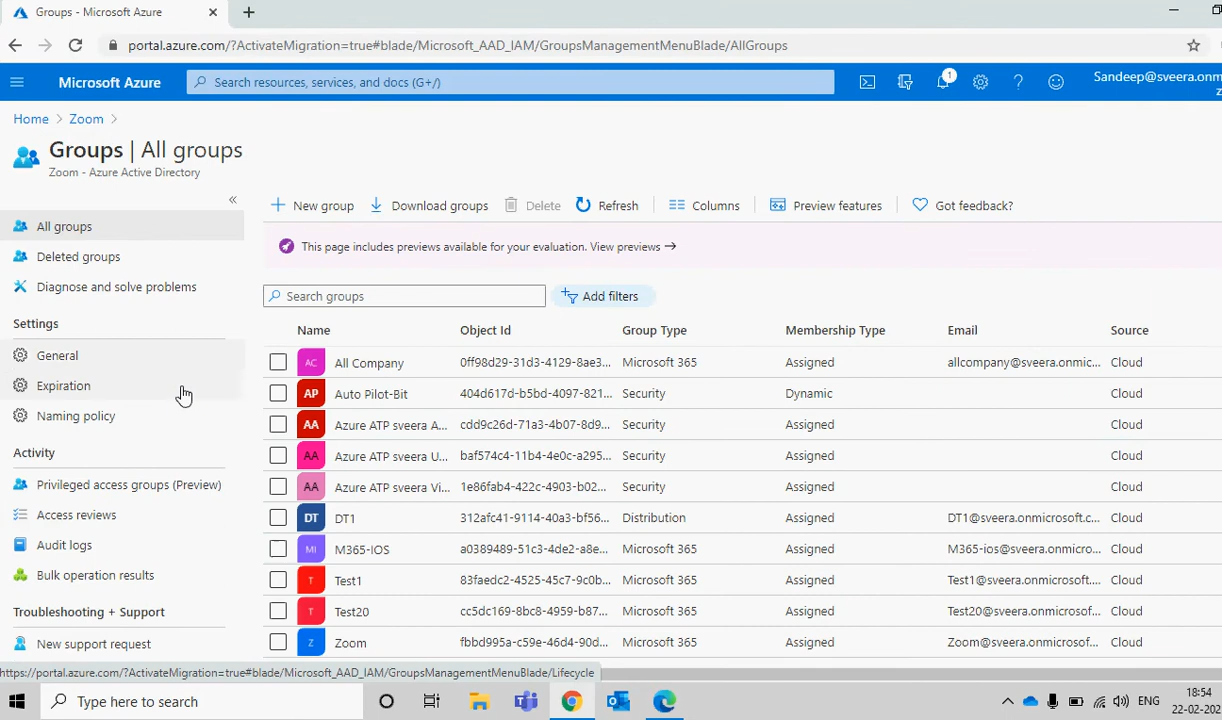 Groups - Microsoft Azure
portal.azure.com/?ActivateMigration=true#blade/Microsoft_AAD_IAM/GroupsManagementMenuBlade/AllGroups
Microsoft Azure
Search resources, services, and docs (G+/)
1
Sandeep@sveera.onm...
Home > Zoom >
Groups | All groups
Zoom - Azure Active Directory
All groups
Deleted groups
Diagnose and solve problems
Settings
General
Expiration
Naming policy
Activity
Privileged access groups (Preview)
Access reviews
Audit logs
Bulk operation results
Troubleshooting + Support
New support request
New group Download groups Delete Refresh Columns Preview features Got feedback?
This page includes previews available for your evaluation. View previews →
Search groups Add filters
Name Object Id Group Type Membership Type Email Source
AC All Company 0ff98d29-31d3-4129-8ae3... Microsoft 365 Assigned allcompany@sveera.onmic... Cloud
AP Auto Pilot-Bit 404d617d-b5bd-4097-821... Security Dynamic Cloud
AA Azure ATP sveera A... cdd9c26d-71a3-4b07-8d9... Security Assigned Cloud
AA Azure ATP sveera U... baf574c4-11b4-4e0c-a295... Security Assigned Cloud
AA Azure ATP sveera Vi... 1e86fab4-422c-4903-b02... Security Assigned Cloud
DT DT1 312afc41-9114-40a3-bf56... Distribution Assigned DT1@sveera.onmicrosoft.c... Cloud
MI M365-IOS a0389489-51c3-4de2-a8e... Microsoft 365 Assigned M365-ios@sveera.onmicro... Cloud
T Test1 83faedc2-4525-45c7-9c0b... Microsoft 365 Assigned Test1@sveera.onmicrosoft.... Cloud
T Test20 cc5dc169-8bc8-4959-b87... Microsoft 365 Assigned Test20@sveera.onmicrosof... Cloud
Z Zoom fbbd995a-c59e-46d4-90d... Microsoft 365 Assigned Zoom@sveera.onmicrosoft... Cloud
https://portal.azure.com/?ActivateMigration=true#blade/Microsoft_AAD_IAM/GroupsManagementMenuBlade/Lifecycle
Type here to search
ENG
18:54
22-02-202